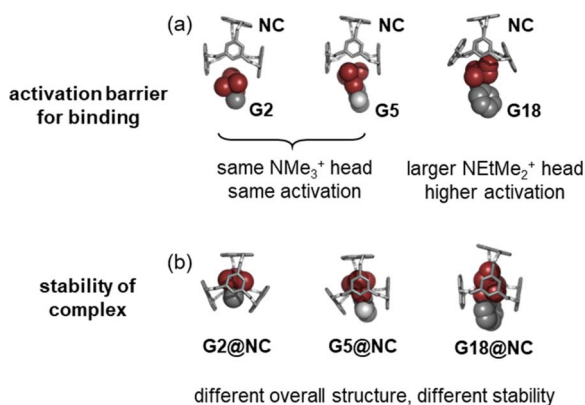 (a) NC NC NC
activation barrier
for binding
G2 G5 G18
same NMe₃⁺ head
same activation
larger NEtMe₂⁺ head
higher activation
(b)
stability of
complex
G2@NC G5@NC G18@NC
different overall structure, different stability